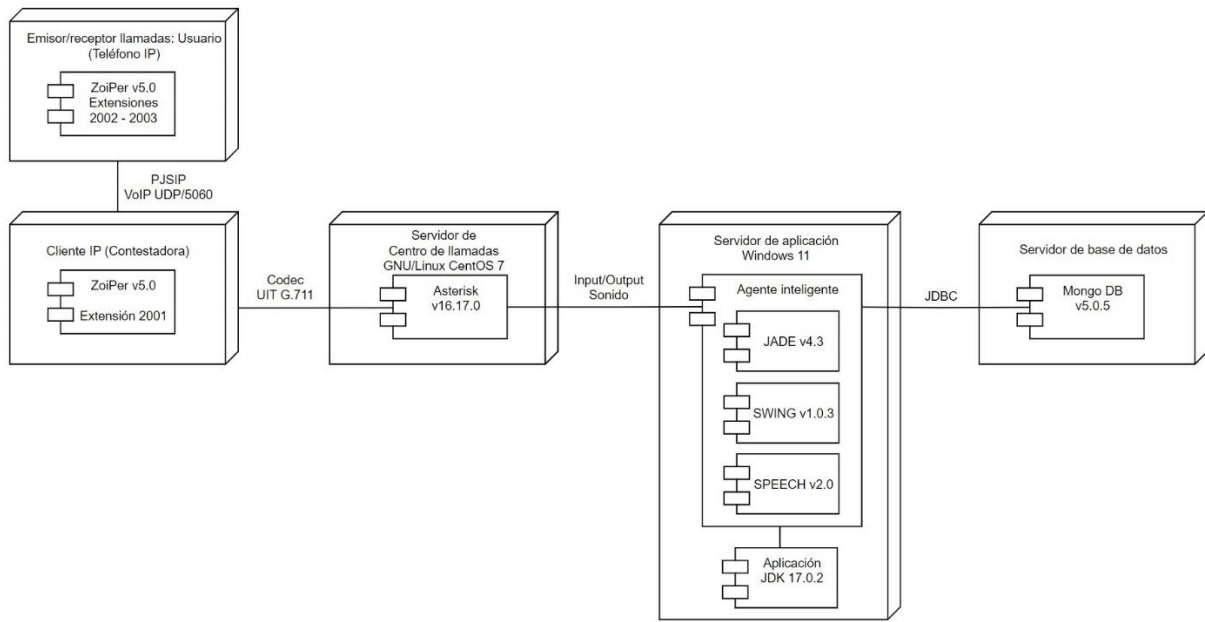 Emisor/receptor llamadas: Usuario
(Teléfono IP)
ZoiPer v5.0
Extensiones
2002 - 2003
PJSIP
VoIP UDP/5060
Cliente IP (Contestadora)
ZoiPer v5.0
Extensión 2001
Codec
UIT G.711
Servidor de
Centro de llamadas
GNU/Linux CentOS 7
Asterisk
v16.17.0
Input/Output
Sonido
Servidor de aplicación
Windows 11
Agente inteligente
JADE v4.3
SWING v1.0.3
SPEECH v2.0
Aplicación
JDK 17.0.2
JDBC
Servidor de base de datos
Mongo DB
v5.0.5